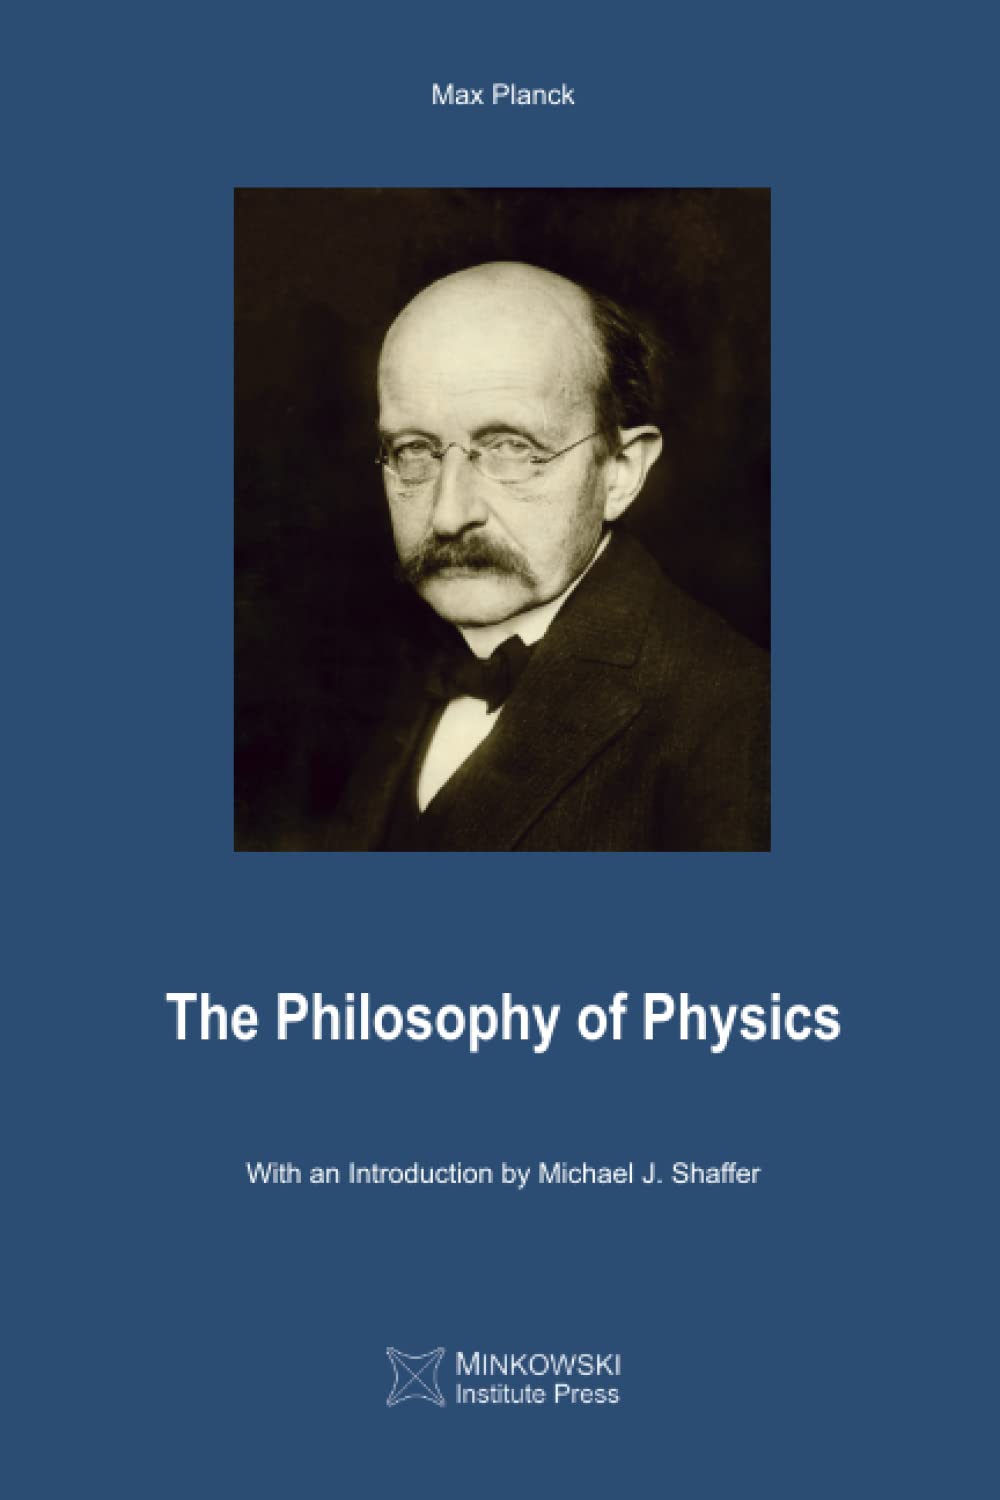 Max Planck
The Philosophy of Physics
With an Introduction by Michael J. Shaffer
MINKOWSKI
Institute Press